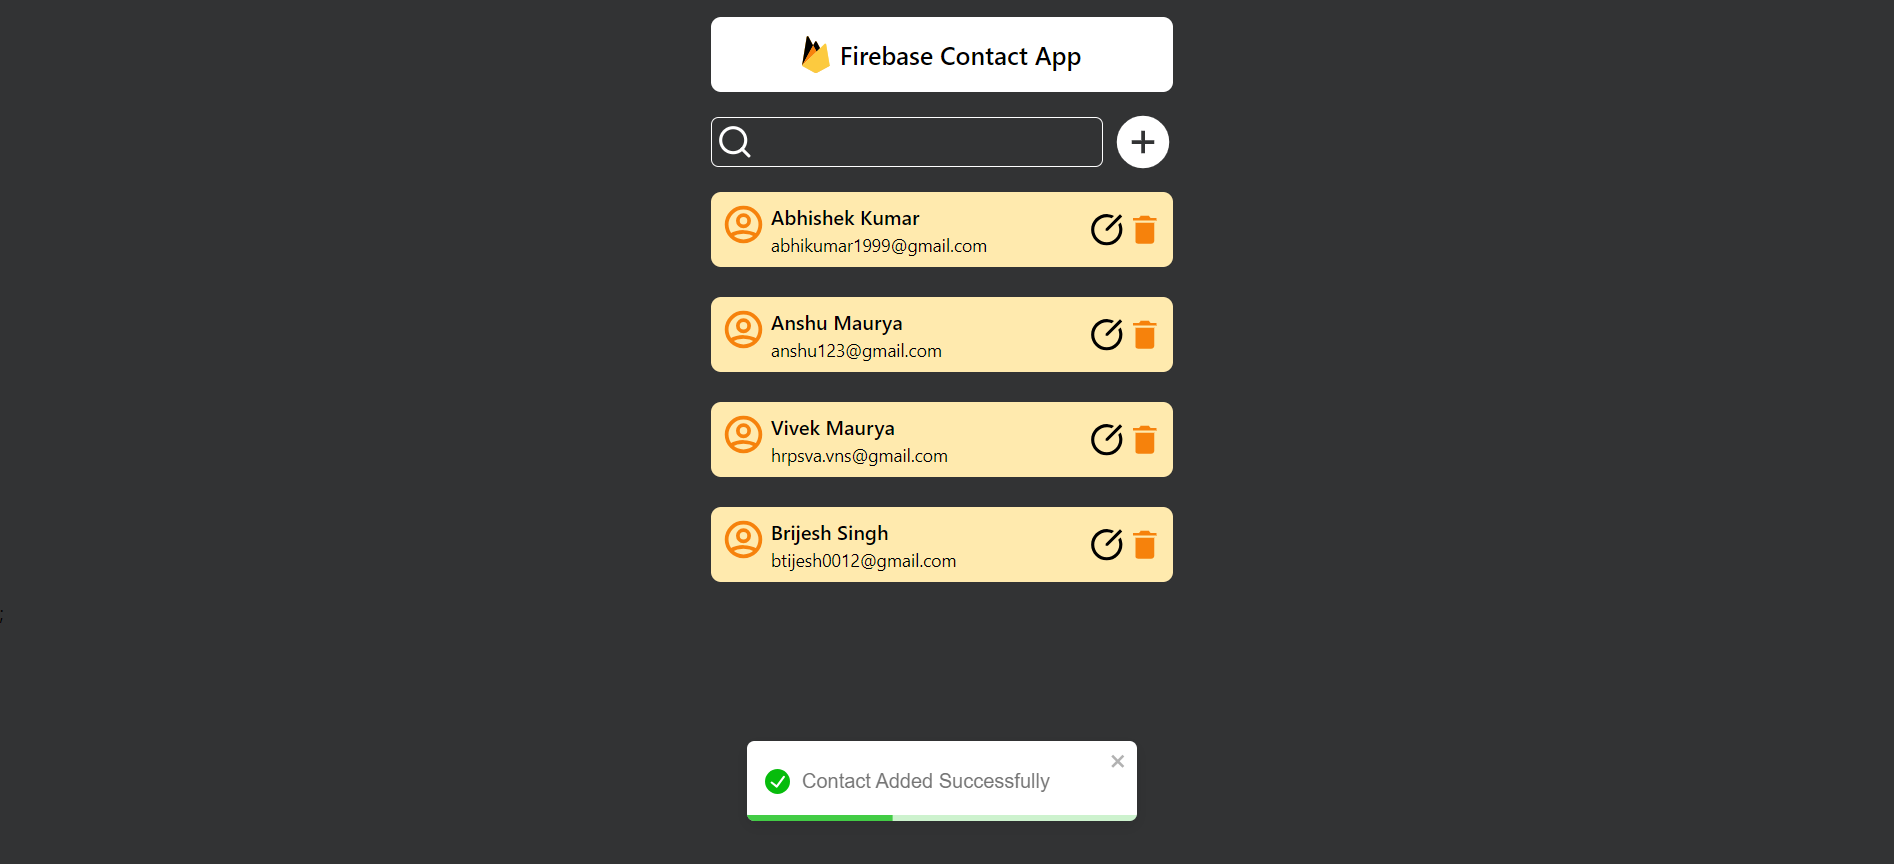 Firebase Contact App
Abhishek Kumar
abhikumar1999@gmail.com
Anshu Maurya
anshu123@gmail.com
Vivek Maurya
hrpsva.vns@gmail.com
Brijesh Singh
btijesh0012@gmail.com
;
Contact Added Successfully